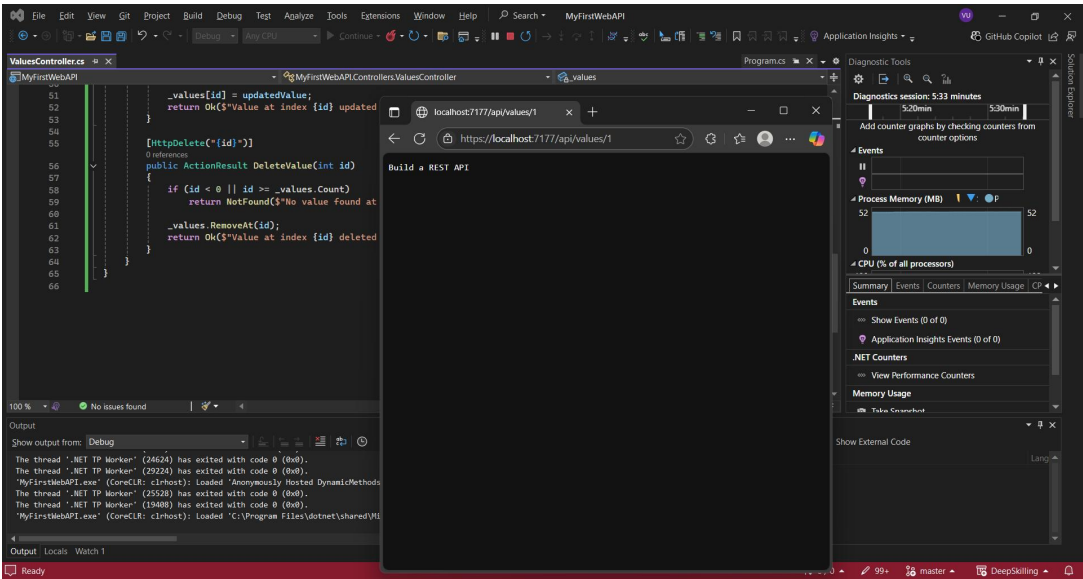 File Edit View Git Project Build Debug Test Analyze Tools Extensions Window Help Search MyFirstWebAPI VU
Debug Any CPU Continue Application Insights GitHub Copilot
ValuesController.cs Program.cs
MyFirstWebAPI MyFirstWebAPI.Controllers.ValuesController _values
51 _values[id] = updatedValue;
52 return Ok($"Value at index {id} updated
53 }
54
55 [HttpDelete("{id}")]
0 references
56 public ActionResult DeleteValue(int id)
57 {
58 if (id < 0 || id >= _values.Count)
59 return NotFound($"No value found at
60
61 _values.RemoveAt(id);
62 return Ok($"Value at index {id} deleted
63 }
64 }
65 }
66
100 % No issues found
localhost:7177/api/values/1
https://localhost:7177/api/values/1
Build a REST API
Diagnostic Tools
Diagnostics session: 5:33 minutes
5:20min 5:30min
Add counter graphs by checking counters from
counter options
Events
Process Memory (MB) P
52 52
0 0
CPU (% of all processors)
Summary Events Counters Memory Usage CP
Events
Show Events (0 of 0)
Application Insights Events (0 of 0)
.NET Counters
View Performance Counters
Memory Usage
Take Snapshot
Solution Explorer
Output
Show output from: Debug
The thread '.NET TP Worker' (24624) has exited with code 0 (0x0).
The thread '.NET TP Worker' (29224) has exited with code 0 (0x0).
'MyFirstWebAPI.exe' (CoreCLR: clrhost): Loaded 'Anonymously Hosted DynamicMethods
The thread '.NET TP Worker' (25528) has exited with code 0 (0x0).
The thread '.NET TP Worker' (19408) has exited with code 0 (0x0).
'MyFirstWebAPI.exe' (CoreCLR: clrhost): Loaded 'C:\Program Files\dotnet\shared\Mi
Show External Code
Lang
Output Locals Watch 1
Ready 99+ master DeepSkilling